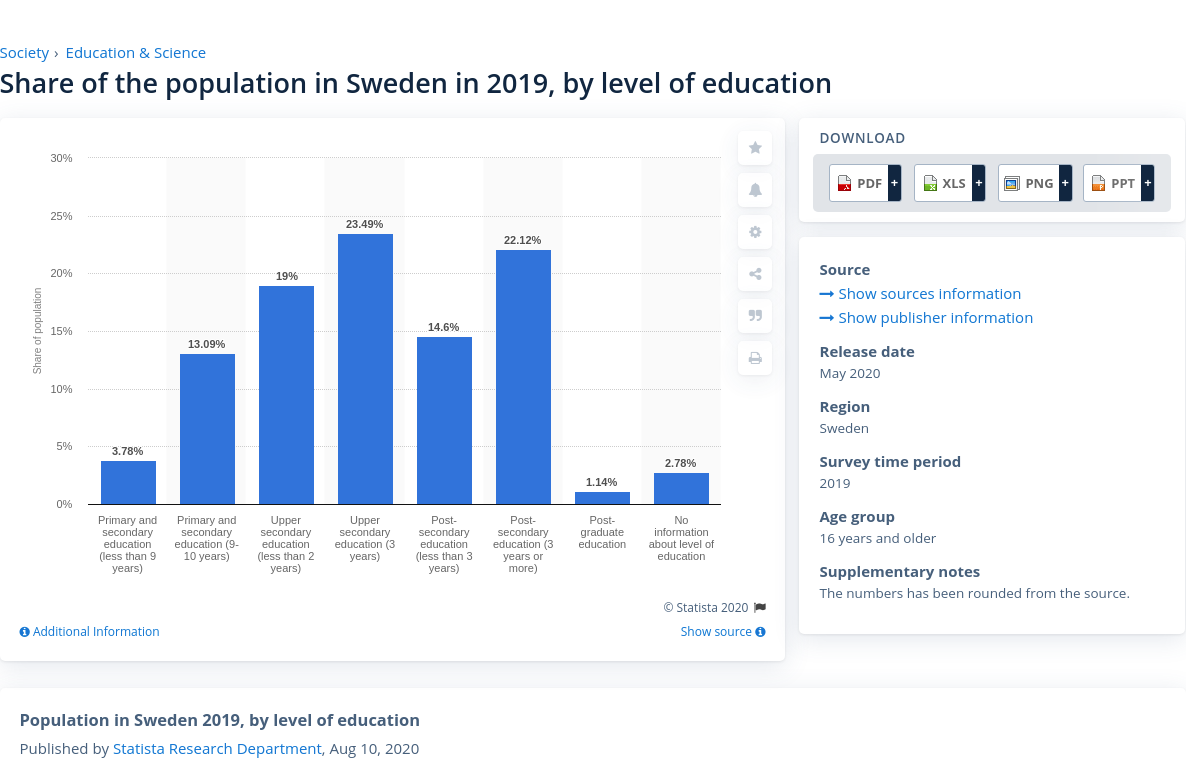 Society › Education & Science
Share of the population in Sweden in 2019, by level of education
30%
25%
20%
15%
10%
5%
0%
Share of population
3.78%
13.09%
19%
23.49%
14.6%
22.12%
1.14%
2.78%
Primary and
secondary
education
(less than 9
years)
Primary and
secondary
education (9-
10 years)
Upper
secondary
education
(less than 2
years)
Upper
secondary
education (3
years)
Post-
secondary
education
(less than 3
years)
Post-
secondary
education (3
years or
more)
Post-
graduate
education
No
information
about level of
education
© Statista 2020
Additional Information
Show source
DOWNLOAD
PDF +
XLS +
PNG +
PPT +
Source
Show sources information
Show publisher information
Release date
May 2020
Region
Sweden
Survey time period
2019
Age group
16 years and older
Supplementary notes
The numbers has been rounded from the source.
Population in Sweden 2019, by level of education
Published by Statista Research Department, Aug 10, 2020